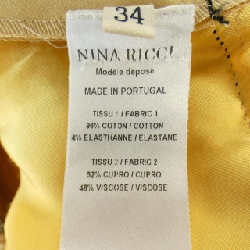 34
NINA RICCI
Modèle déposé
MADE IN PORTUGAL
TISSU 1 / FABRIC 1
96% COTON / COTTON
4% ELASTHANNE / ELASTANE
TISSU 2 / FABRIC 2
52% CUPRO / CUPRO
48% VISCOSE / VISCOSE